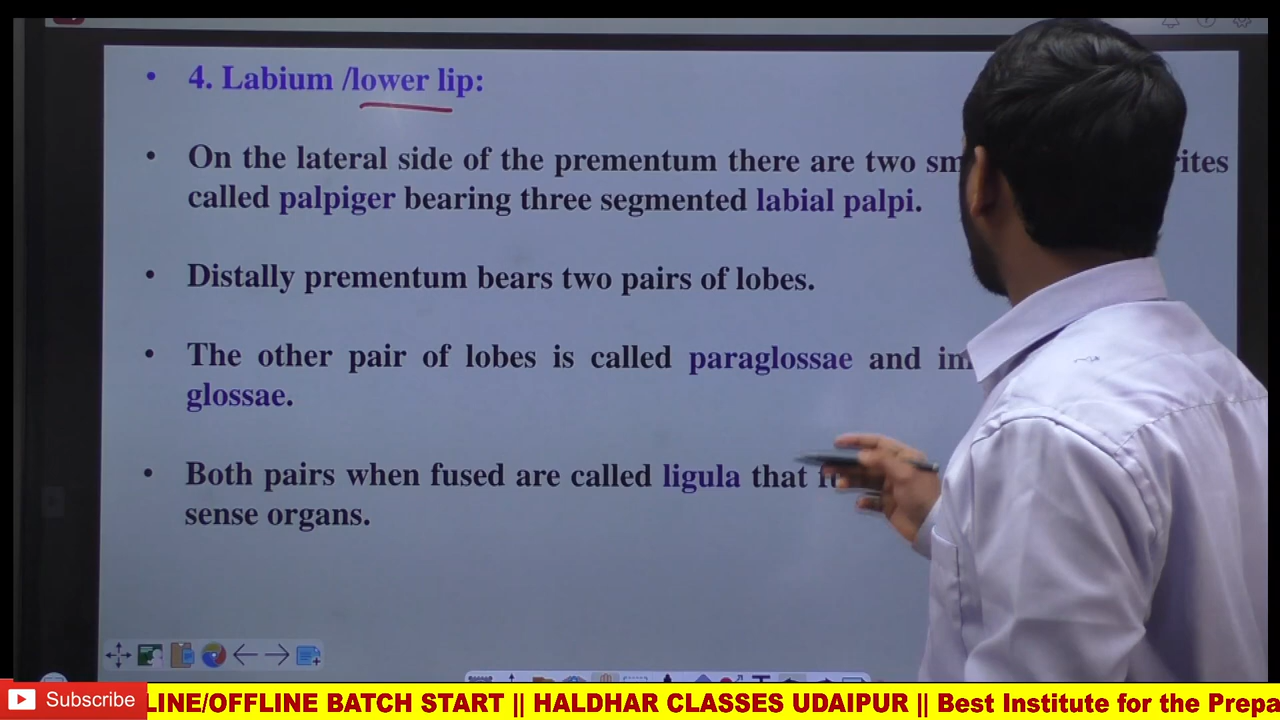 4. Labium /lower lip:
On the lateral side of the prementum there are two
called palpiger bearing three segmented labial palpi.
Distally prementum bears two pairs of lobes.
The other pair of lobes is called paraglossae and
glossae.
Both pairs when fused are called ligula that
sense organs.
Subscribe
LINE/OFFLINE BATCH START || HALDHAR CLASSES UDAIPUR || Best Institute for the Prepa